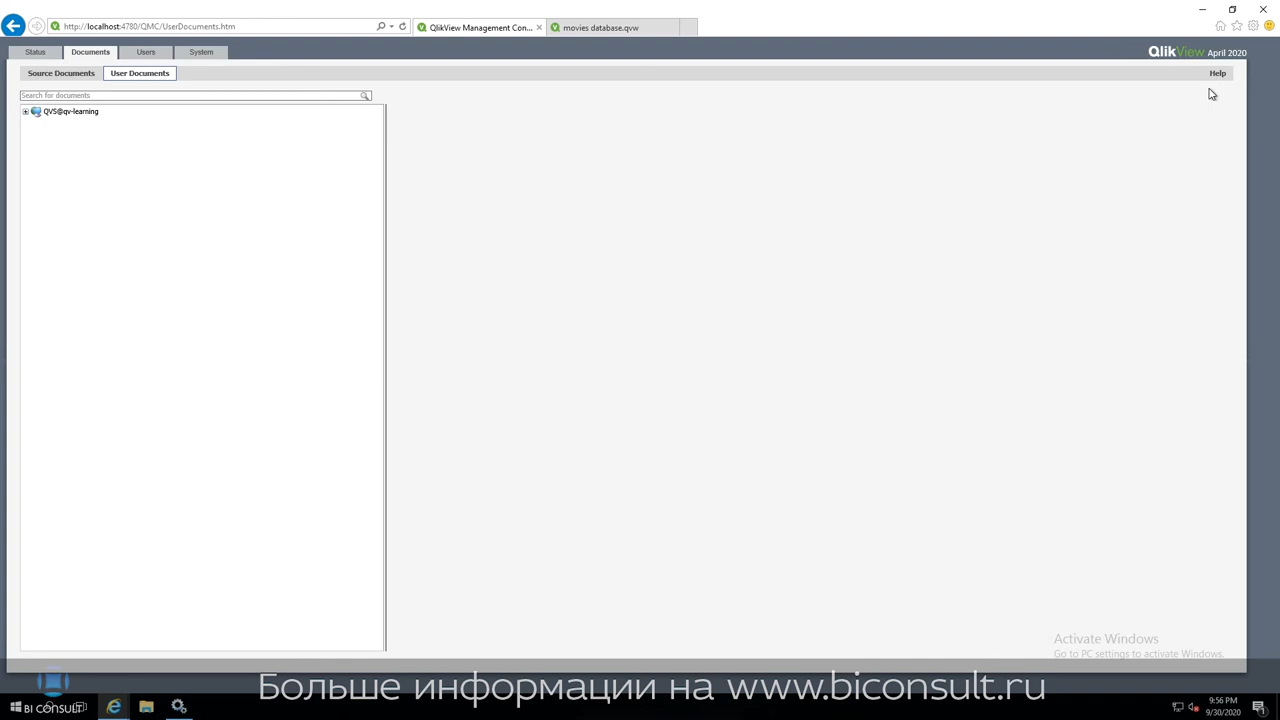 http://localhost:4780/QMC/UserDocuments.htm
QlikView Management Con...
movies database.qvw
Status
Documents
Users
System
QlikView April 2020
Source Documents
User Documents
Help
Search for documents
QVS@qv-learning
Activate Windows
Go to PC settings to activate Windows.
Больше информации на www.biconsult.ru
BI CONSULT
9:56 PM
9/30/2020
1